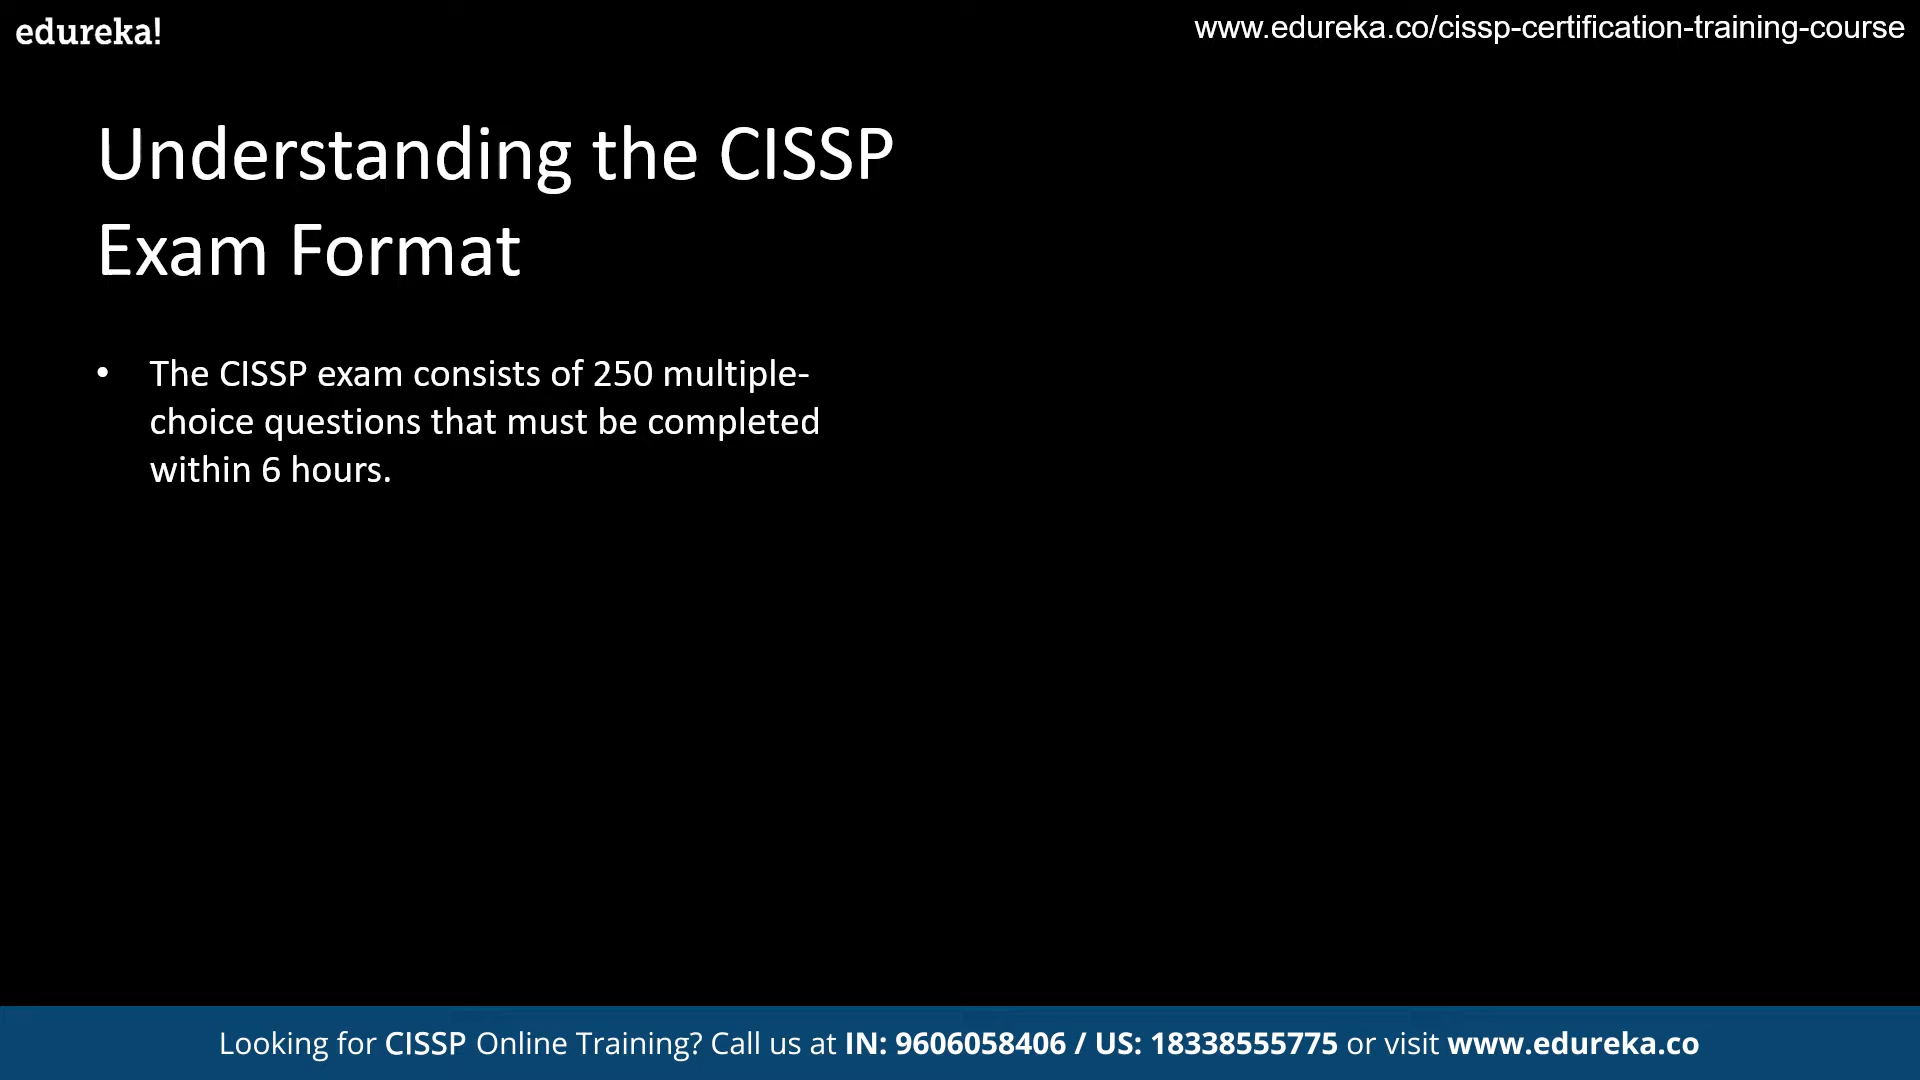 edureka!
www.edureka.co/cissp-certification-training-course
Understanding the CISSP
Exam Format
• The CISSP exam consists of 250 multiple-
choice questions that must be completed
within 6 hours.
Looking for CISSP Online Training? Call us at IN: 9606058406 / US: 18338555775 or visit www.edureka.co